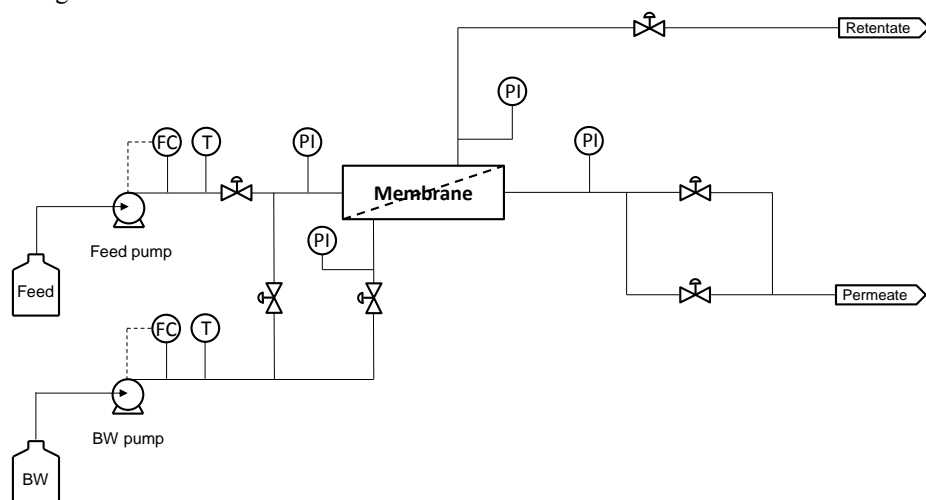 Retentate
PI
FC
T
PI
PI
Membrane
Feed pump
PI
Feed
Permeate
FC
T
BW pump
BW